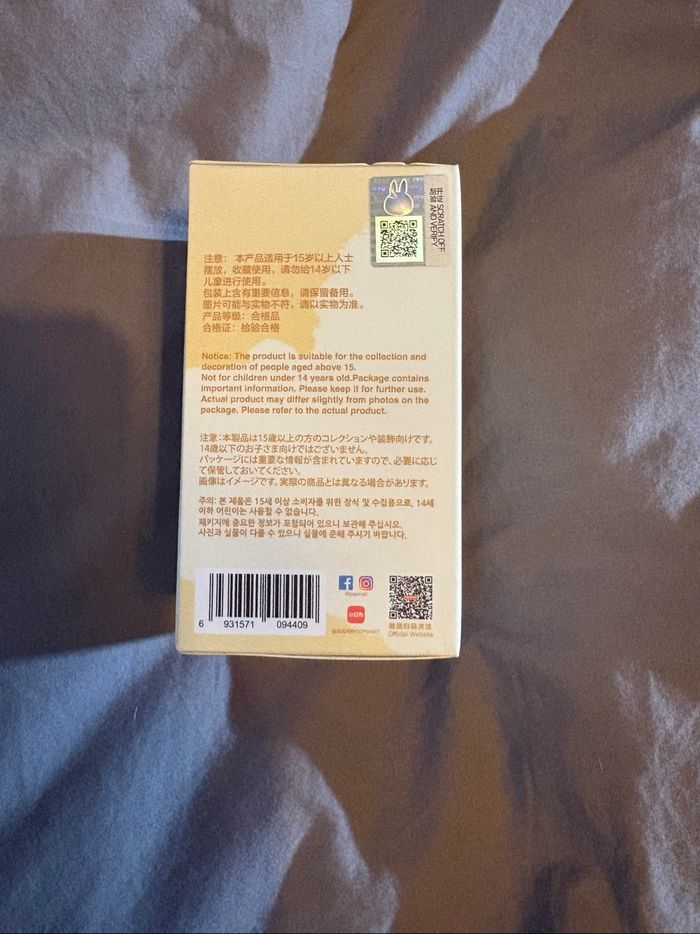 开涂 SCRATCH OFF
刮层 AND VERIFY
注意: 本产品适用于15岁以上人士
摆放,收藏使用,请勿给14岁以下
儿童进行使用。
包装上含有重要信息,请保留备用。
图片可能与实物不符,请以实物为准。
产品等级:合格品
合格证:检验合格
Notice: The product is suitable for the collection and
decoration of people aged above 15.
Not for children under 14 years old.Package contains
important information. Please keep it for further use.
Actual product may differ slightly from photos on the
package. Please refer to the actual product.
注意:本製品は15歳以上の方のコレクションや装飾向けです。
14歳以下のお子さま向けではございません。
パッケージには重要な情報が含まれていますので、必要に応じ
て保管しておいてください。
画像はイメージです。実際の商品とは異なる場合があります。
주의: 본 제품은 15세 이상 소비자를 위한 장식 및 수집용으로, 14세
이하 어린이는 사용할 수 없습니다.
패키지에 중요한 정보가 포함되어 있으니 보관해 주십시오.
사진과 실물이 다를 수 있으니 실물에 준해 주시기 바랍니다.
6 931571 094409
@popmart
小红书
微信扫码关注
Official Website